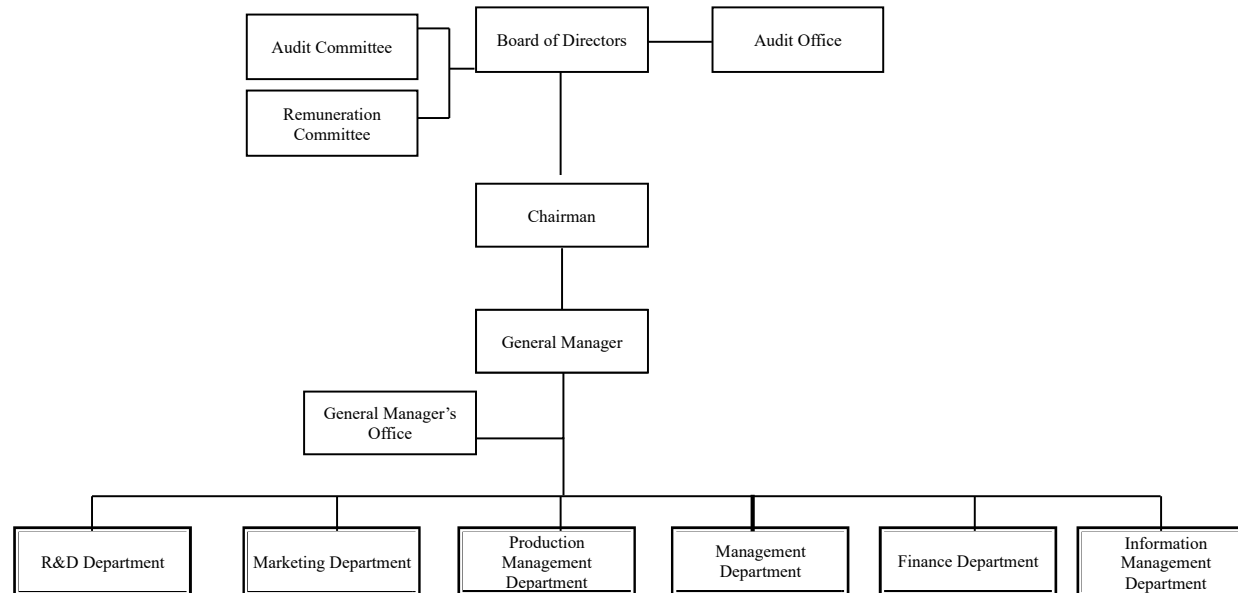 Audit Committee
Board of Directors
Audit Office
Remuneration
Committee
Chairman
General Manager
General Manager’s
Office
R&D Department
Marketing Department
Production
Management
Department
Management
Department
Finance Department
Information
Management
Department